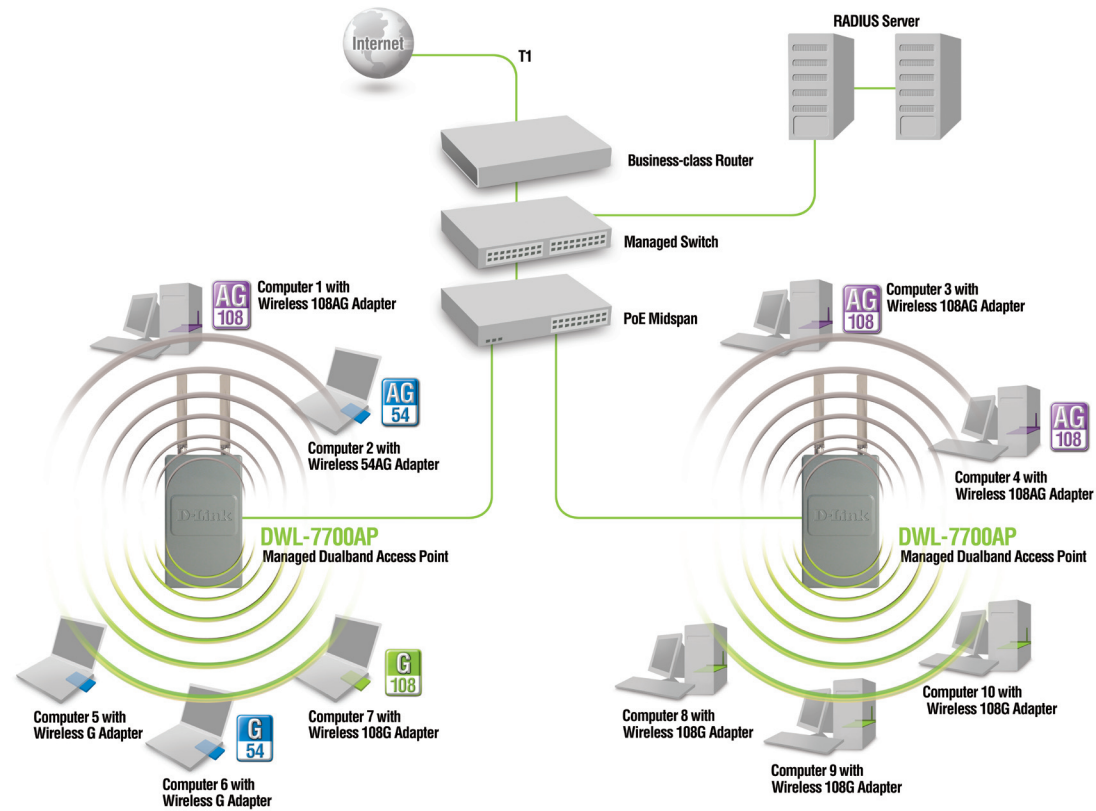 Internet
T1
RADIUS Server
Business-class Router
Managed Switch
PoE Midspan
Computer 1 with
Wireless 108AG Adapter
AG
108
Computer 2 with
Wireless 54AG Adapter
AG
54
D-Link
DWL-7700AP
Managed Dualband Access Point
Computer 5 with
Wireless G Adapter
Computer 6 with
Wireless G Adapter
G
54
Computer 7 with
Wireless 108G Adapter
G
108
Computer 3 with
Wireless 108AG Adapter
AG
108
Computer 4 with
Wireless 108AG Adapter
AG
108
D-Link
DWL-7700AP
Managed Dualband Access Point
Computer 8 with
Wireless 108G Adapter
Computer 9 with
Wireless 108G Adapter
Computer 10 with
Wireless 108G Adapter